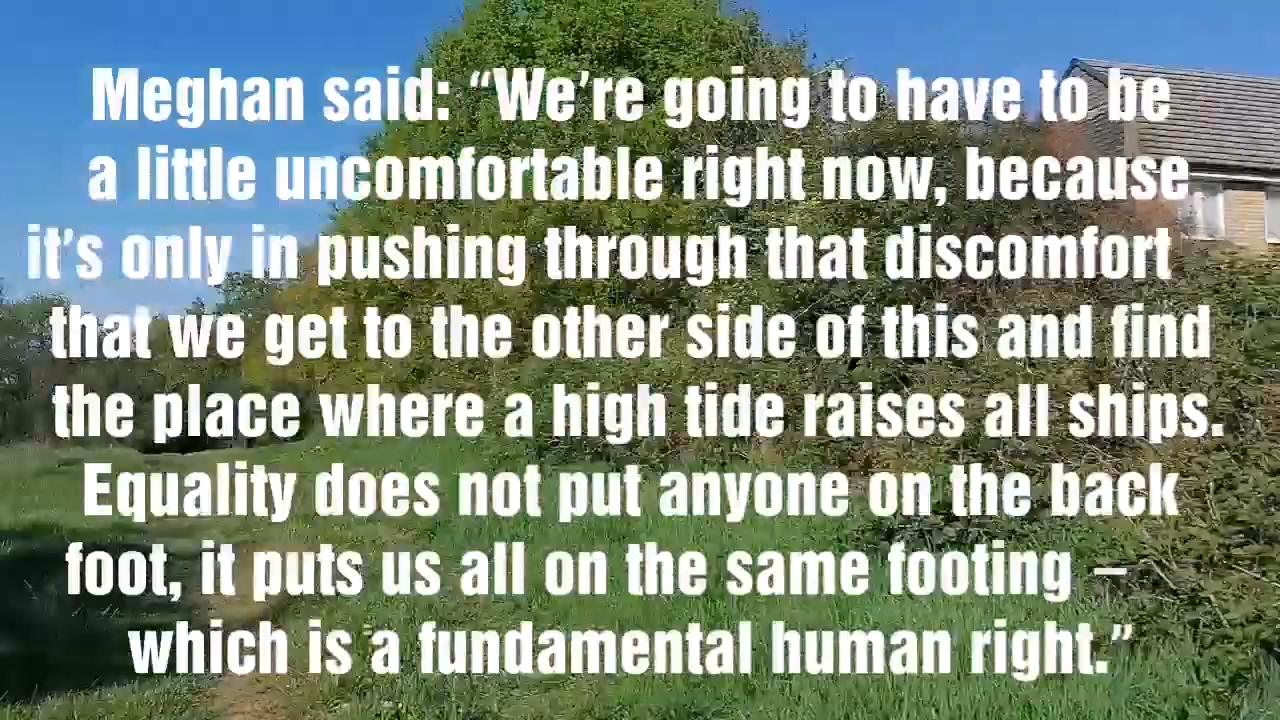 Meghan said: “We’re going to have to be
a little uncomfortable right now, because
it’s only in pushing through that discomfort
that we get to the other side of this and find
the place where a high tide raises all ships.
Equality does not put anyone on the back
foot, it puts us all on the same footing –
which is a fundamental human right.”